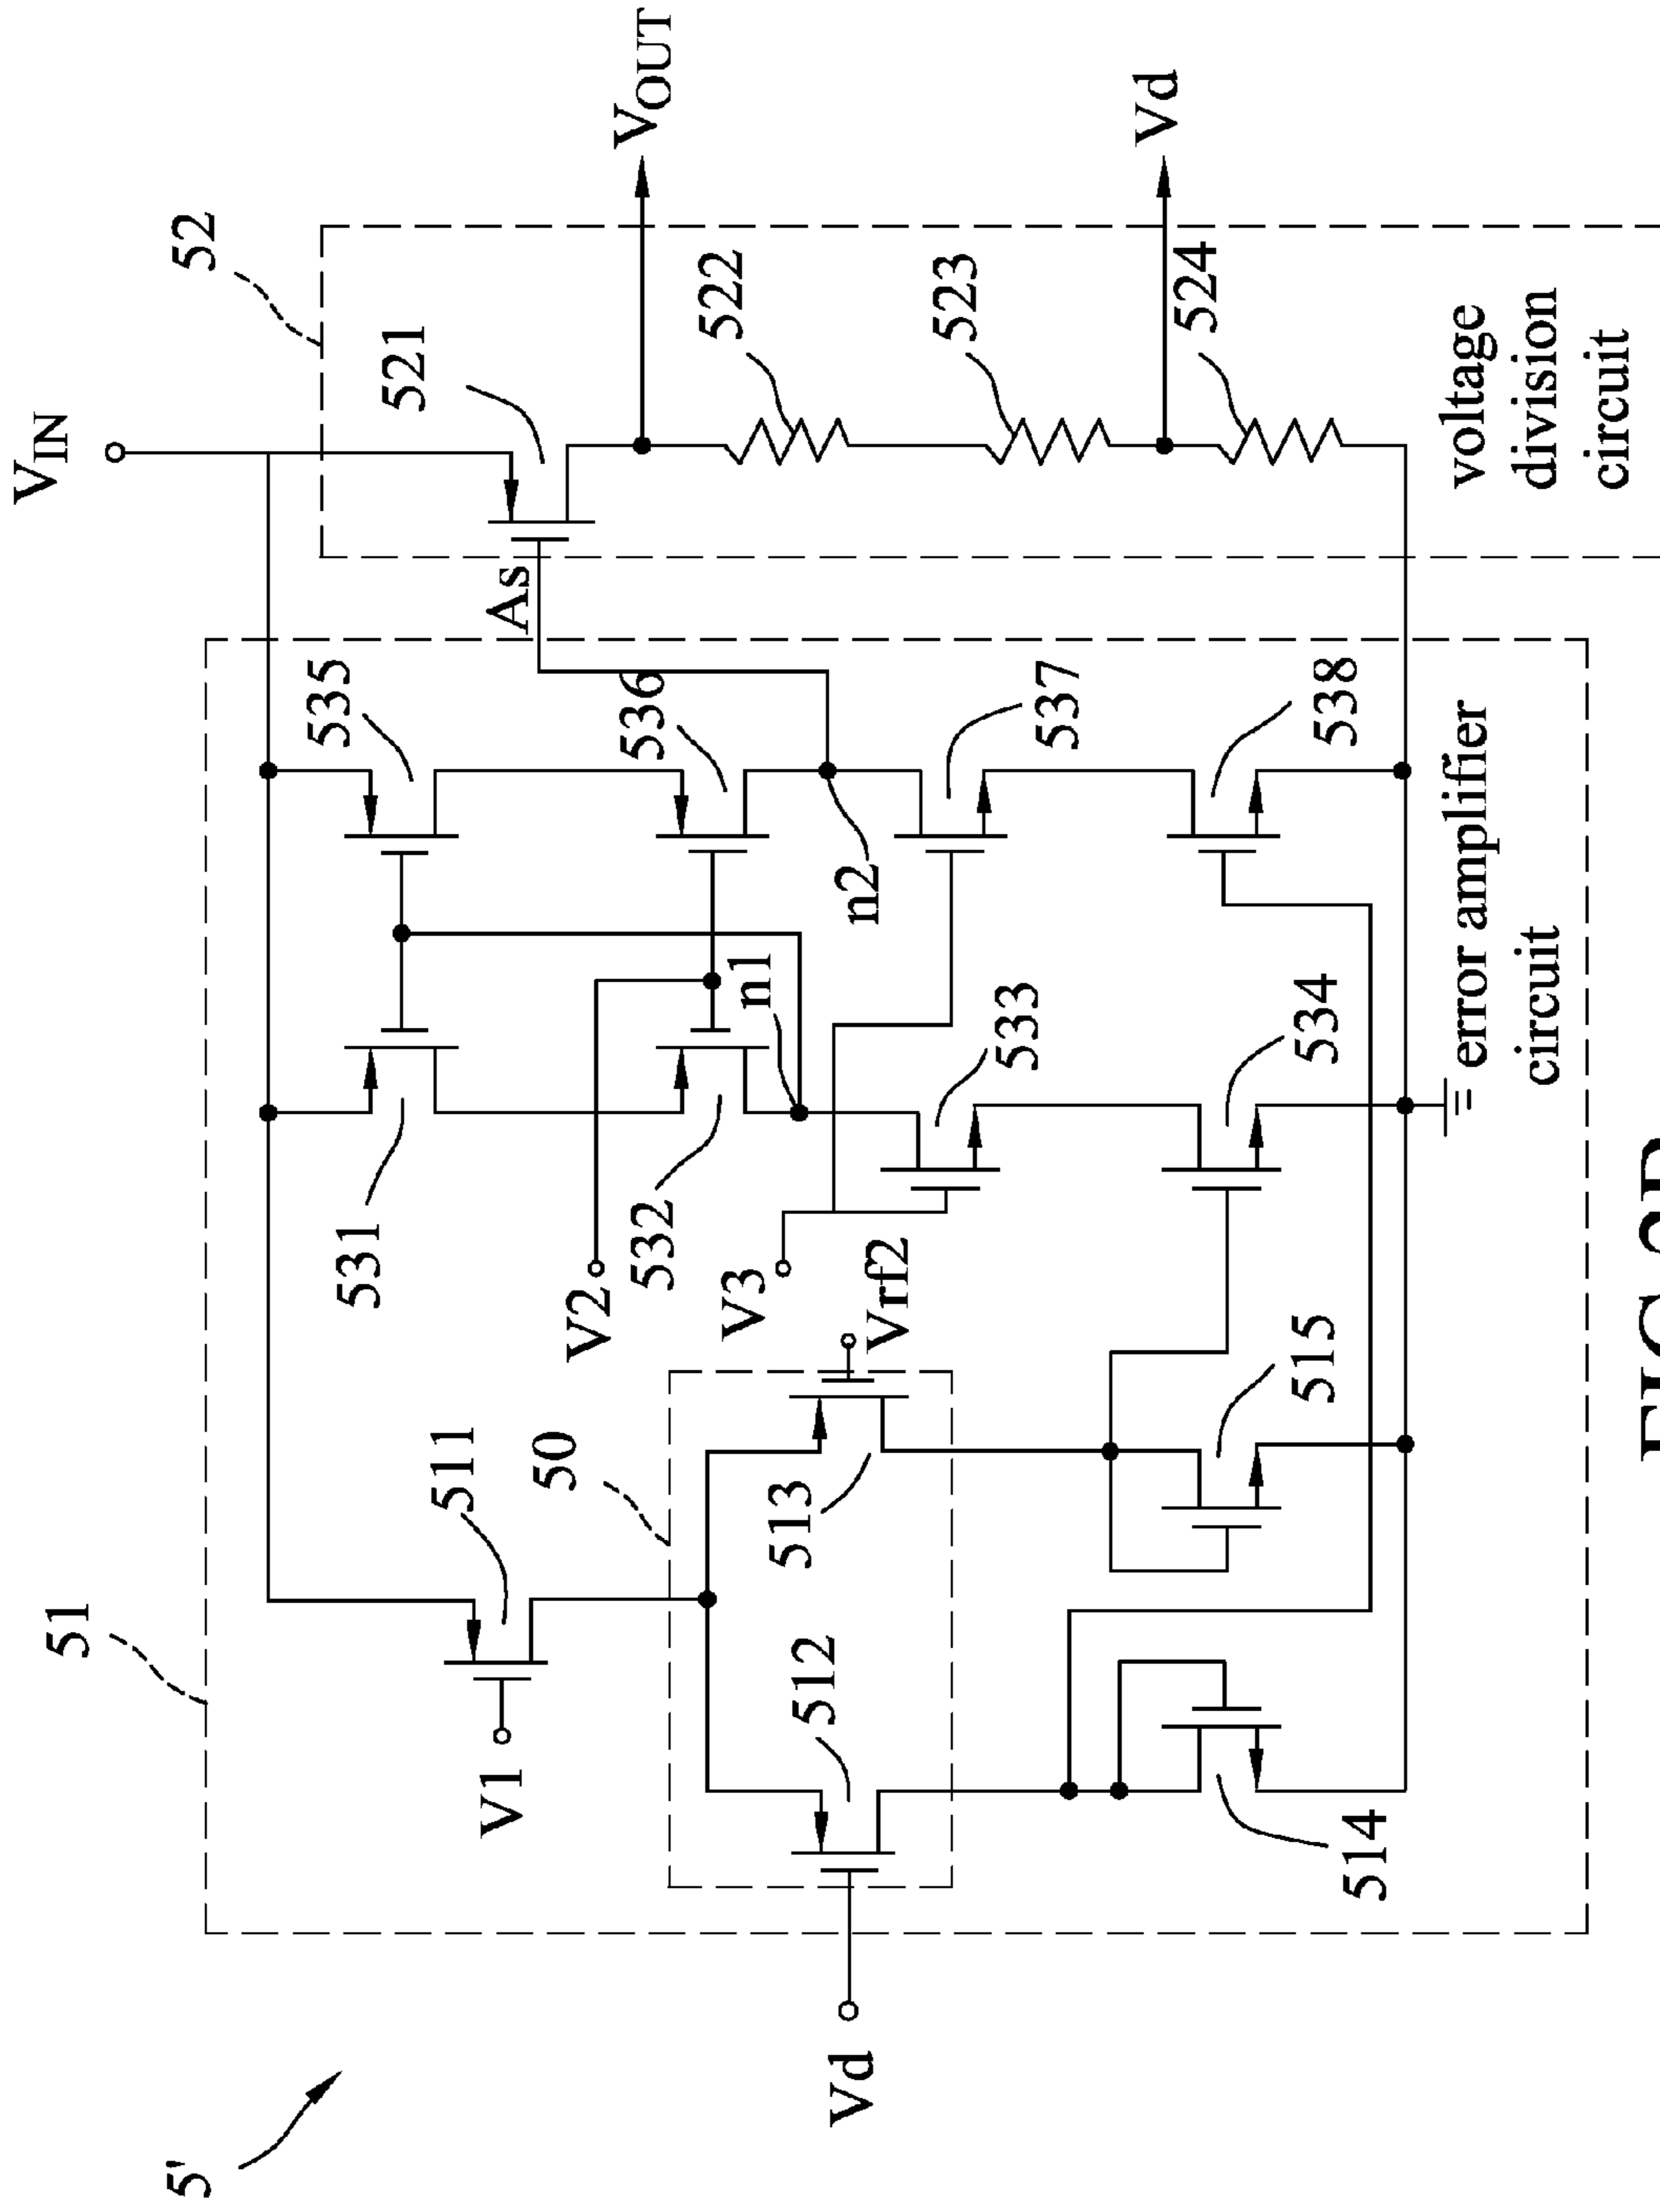 5'
51
52
V_IN
V1
511
531
535
As
521
V_OUT
V2
532
536
522
50
n1
n2
V3
Vrf2
533
537
523
Vd
512
513
Vd
514
515
534
538
524
error amplifier
circuit
voltage
division
circuit